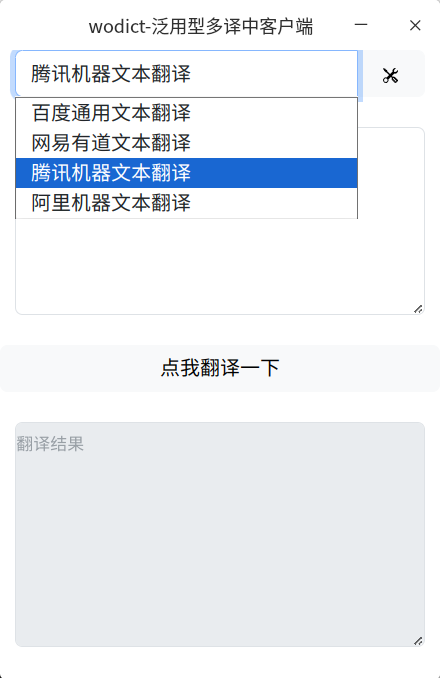 wodict-泛用型多译中客户端
腾讯机器文本翻译
百度通用文本翻译
网易有道文本翻译
腾讯机器文本翻译
阿里机器文本翻译
点我翻译一下
翻译结果